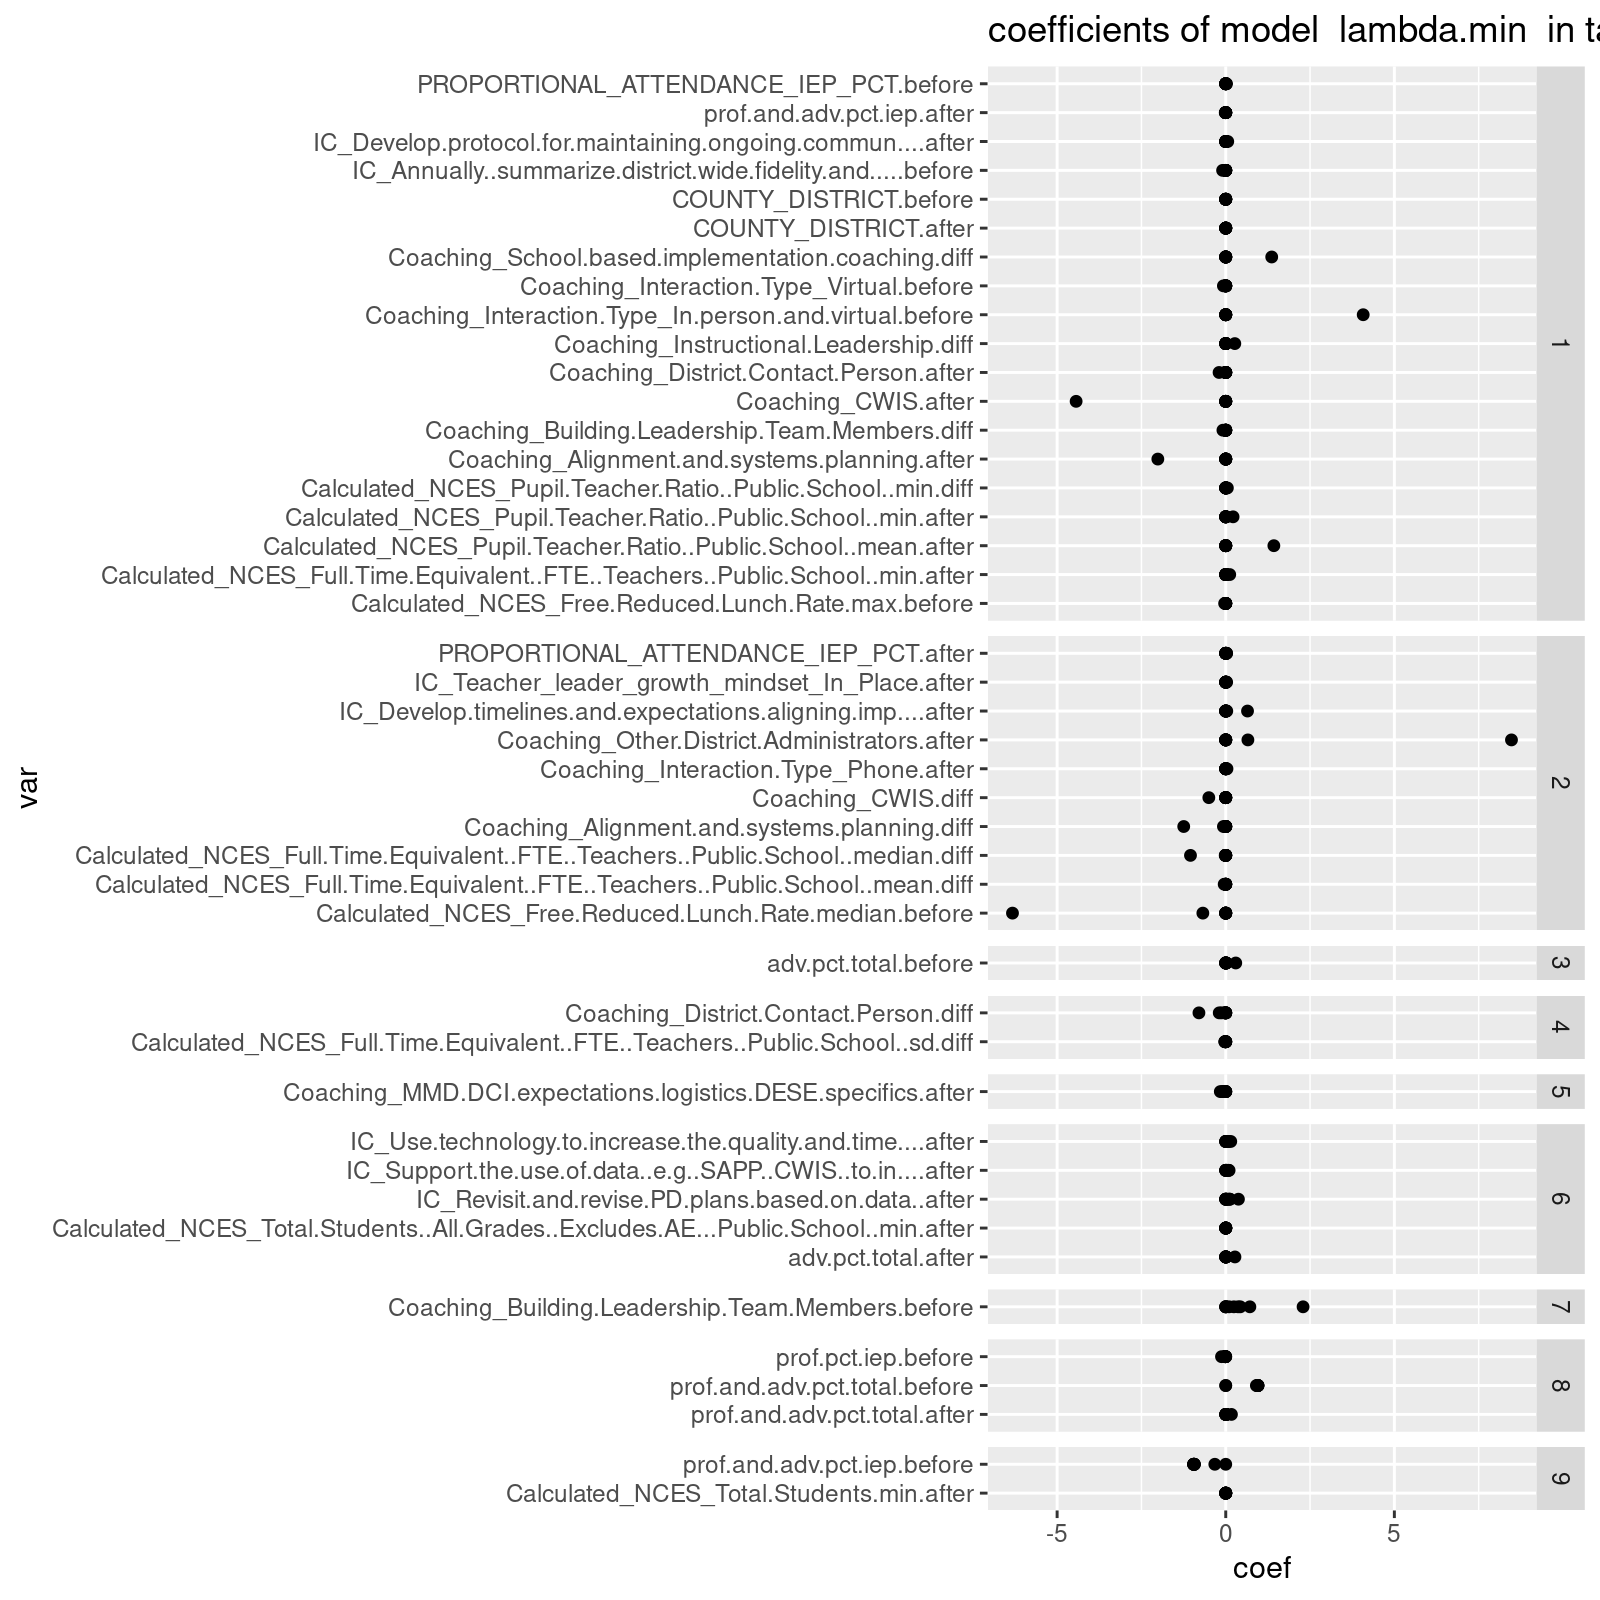 coefficients of model  lambda.min  in ta
PROPORTIONAL_ATTENDANCE_IEP_PCT.before
prof.and.adv.pct.iep.after
IC_Develop.protocol.for.maintaining.ongoing.commun....after
IC_Annually..summarize.district.wide.fidelity.and.....before
COUNTY_DISTRICT.before
COUNTY_DISTRICT.after
Coaching_School.based.implementation.coaching.diff
Coaching_Interaction.Type_Virtual.before
Coaching_Interaction.Type_In.person.and.virtual.before
Coaching_Instructional.Leadership.diff
Coaching_District.Contact.Person.after
Coaching_CWIS.after
Coaching_Building.Leadership.Team.Members.diff
Coaching_Alignment.and.systems.planning.after
Calculated_NCES_Pupil.Teacher.Ratio..Public.School..min.diff
Calculated_NCES_Pupil.Teacher.Ratio..Public.School..min.after
Calculated_NCES_Pupil.Teacher.Ratio..Public.School..mean.after
Calculated_NCES_Full.Time.Equivalent..FTE..Teachers..Public.School..min.after
Calculated_NCES_Free.Reduced.Lunch.Rate.max.before
1
PROPORTIONAL_ATTENDANCE_IEP_PCT.after
IC_Teacher_leader_growth_mindset_In_Place.after
IC_Develop.timelines.and.expectations.aligning.imp....after
Coaching_Other.District.Administrators.after
Coaching_Interaction.Type_Phone.after
Coaching_CWIS.diff
Coaching_Alignment.and.systems.planning.diff
Calculated_NCES_Full.Time.Equivalent..FTE..Teachers..Public.School..median.diff
Calculated_NCES_Full.Time.Equivalent..FTE..Teachers..Public.School..mean.diff
Calculated_NCES_Free.Reduced.Lunch.Rate.median.before
2
var
adv.pct.total.before
3
Coaching_District.Contact.Person.diff
Calculated_NCES_Full.Time.Equivalent..FTE..Teachers..Public.School..sd.diff
4
Coaching_MMD.DCI.expectations.logistics.DESE.specifics.after
5
IC_Use.technology.to.increase.the.quality.and.time....after
IC_Support.the.use.of.data..e.g..SAPP..CWIS..to.in....after
IC_Revisit.and.revise.PD.plans.based.on.data..after
Calculated_NCES_Total.Students..All.Grades..Excludes.AE...Public.School..min.after
adv.pct.total.after
6
Coaching_Building.Leadership.Team.Members.before
7
prof.pct.iep.before
prof.and.adv.pct.total.before
prof.and.adv.pct.total.after
8
prof.and.adv.pct.iep.before
Calculated_NCES_Total.Students.min.after
9
-5 0 5
coef